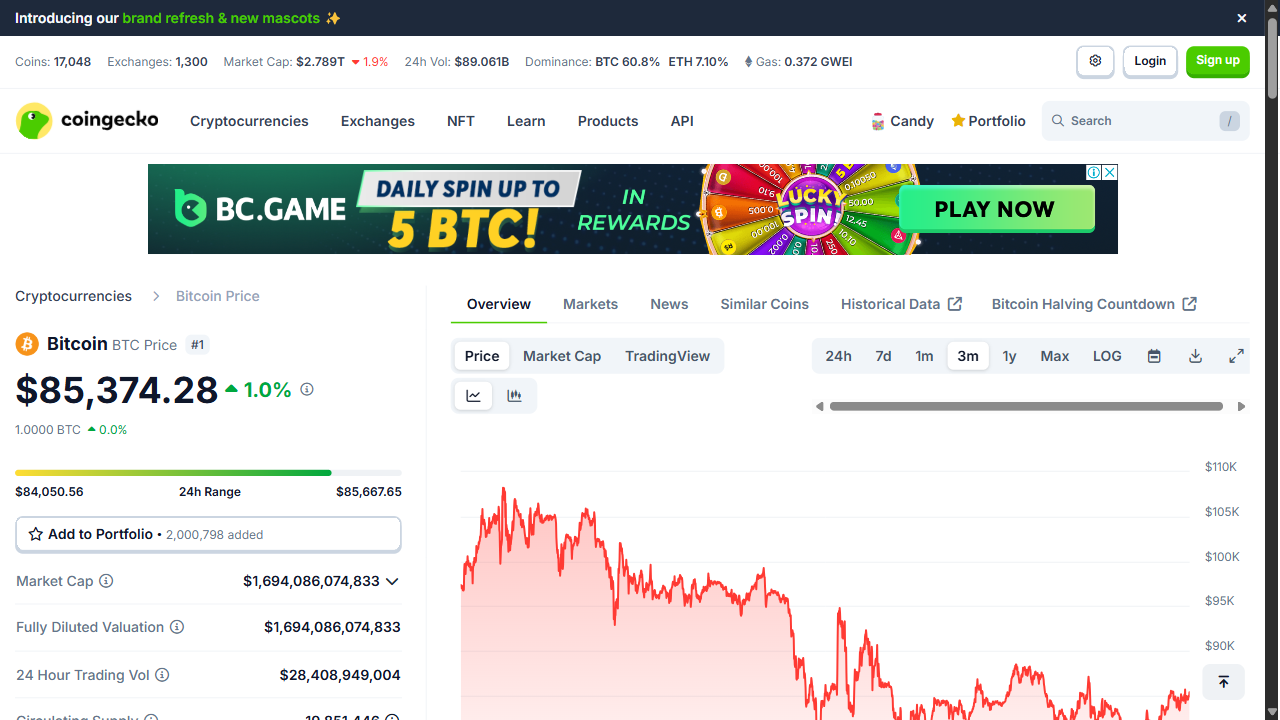 Introducing our brand refresh & new mascots ✨
Coins: 17,048 Exchanges: 1,300 Market Cap: $2.789T 1.9% 24h Vol: $89.061B Dominance: BTC 60.8% ETH 7.10% Gas: 0.372 GWEI
Login
Sign up
coingecko
Cryptocurrencies Exchanges NFT Learn Products API
Candy
Portfolio
Search /
BC.GAME
DAILY SPIN UP TO
5 BTC!
IN
REWARDS
LUCKY
SPIN!
PLAY NOW
Cryptocurrencies Bitcoin Price
Overview Markets News Similar Coins Historical Data Bitcoin Halving Countdown
Bitcoin BTC Price #1
$85,374.28 1.0%
1.0000 BTC 0.0%
$84,050.56 24h Range $85,667.65
Add to Portfolio • 2,000,798 added
Market Cap $1,694,086,074,833
Fully Diluted Valuation $1,694,086,074,833
24 Hour Trading Vol $28,408,949,004
Circulating Supply 19,851,446
Price Market Cap TradingView
24h 7d 1m 3m 1y Max LOG
$110K
$105K
$100K
$95K
$90K